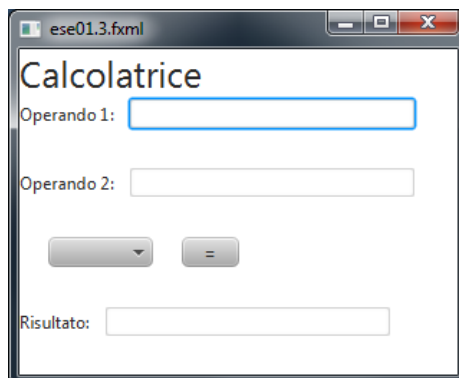 ese01.3.fxml
Calcolatrice
Operando 1:
Operando 2:
=
Risultato: